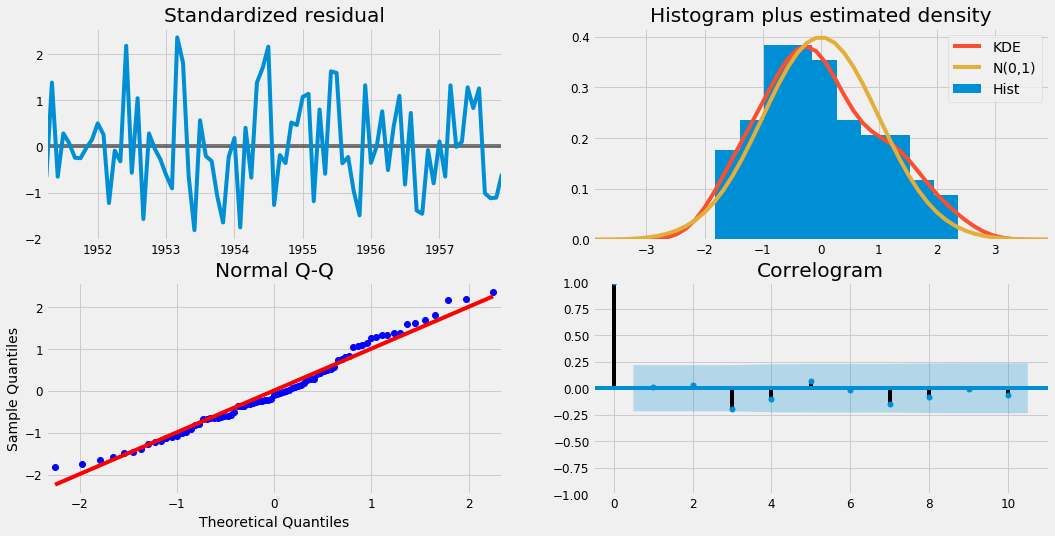 Standardized residual
2
1
0
−1
−2
1952 1953 1954 1955 1956 1957
Histogram plus estimated density
0.4
0.3
0.2
0.1
0.0
KDE
N(0,1)
Hist
−3 −2 −1 0 1 2 3
Normal Q-Q
Sample Quantiles
2
1
0
−1
−2
−2 −1 0 1 2
Theoretical Quantiles
Correlogram
1.00
0.75
0.50
0.25
0.00
−0.25
−0.50
−0.75
−1.00
0 2 4 6 8 10